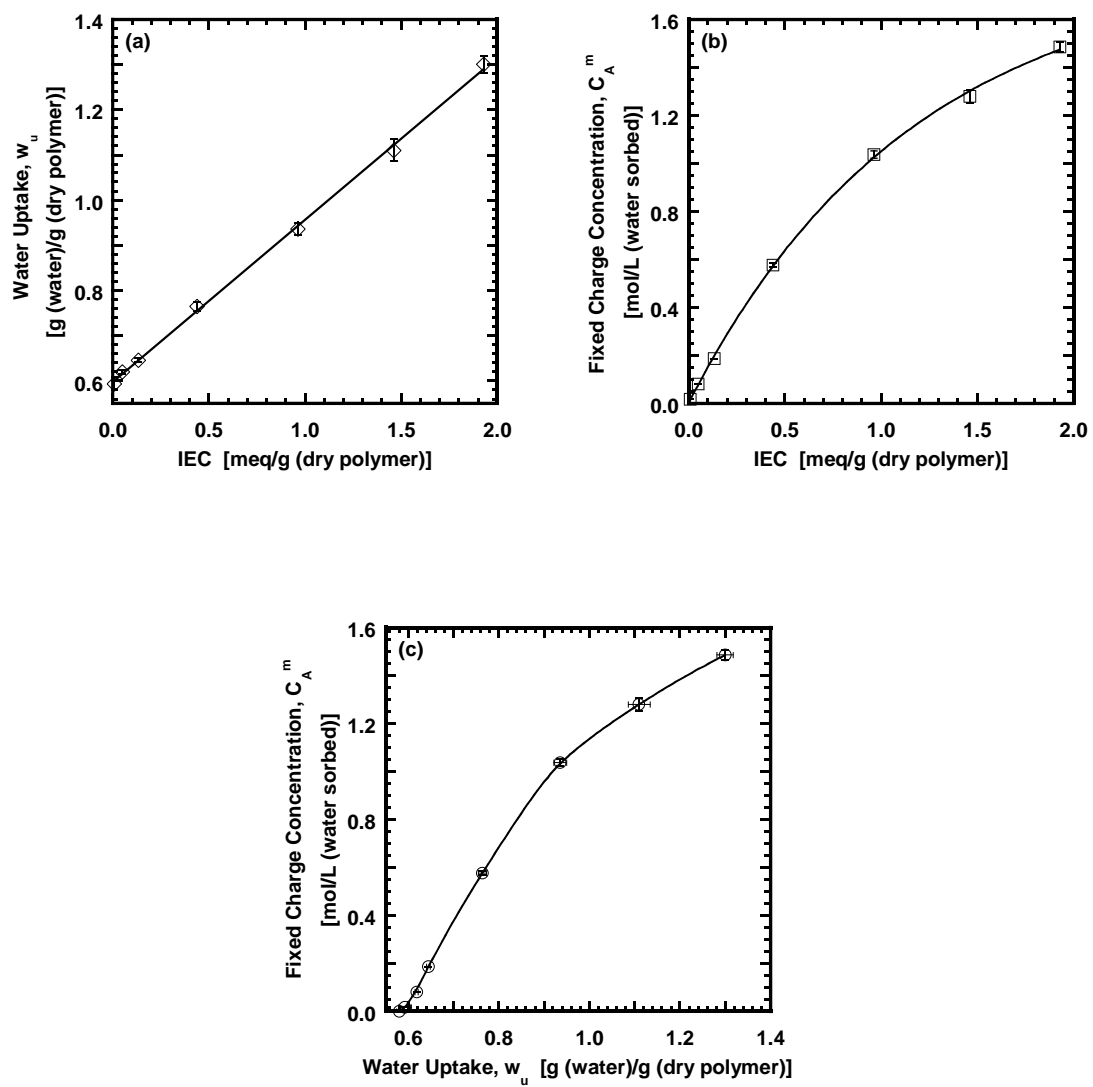 (a)
1.4
1.2
1.0
0.8
0.6
0.0 0.5 1.0 1.5 2.0
Water Uptake, w_u
[g (water)/g (dry polymer)]
IEC [meq/g (dry polymer)]
(b)
1.6
1.2
0.8
0.4
0.0
0.0 0.5 1.0 1.5 2.0
Fixed Charge Concentration, C_A^m
[mol/L (water sorbed)]
IEC [meq/g (dry polymer)]
(c)
1.6
1.2
0.8
0.4
0.0
0.6 0.8 1.0 1.2 1.4
Fixed Charge Concentration, C_A^m
[mol/L (water sorbed)]
Water Uptake, w_u [g (water)/g (dry polymer)]